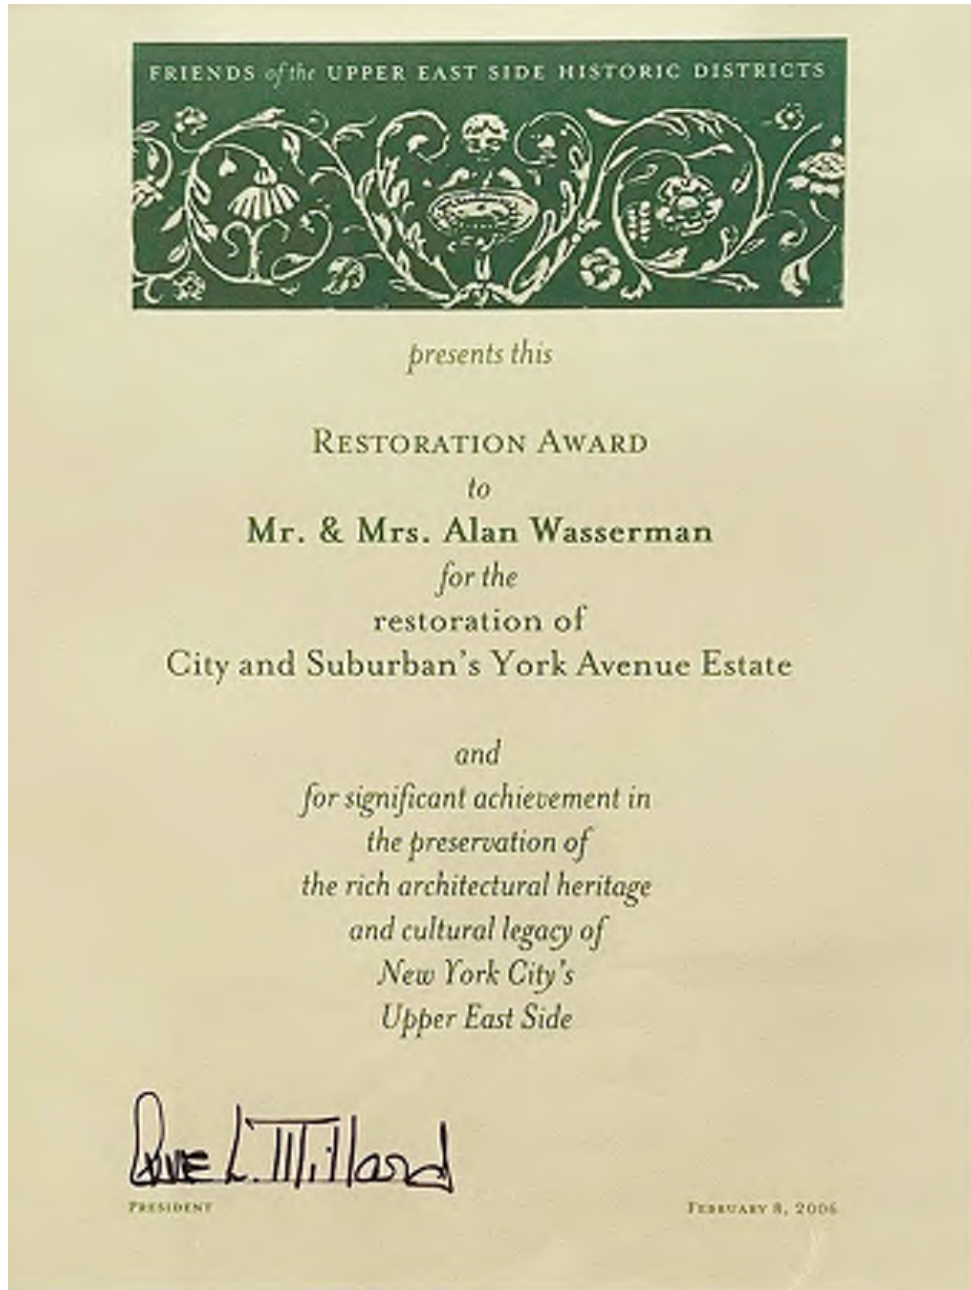 FRIENDS of the UPPER EAST SIDE HISTORIC DISTRICTS
presents this
RESTORATION AWARD
to
Mr. & Mrs. Alan Wasserman
for the
restoration of
City and Suburban's York Avenue Estate
and
for significant achievement in
the preservation of
the rich architectural heritage
and cultural legacy of
New York City's
Upper East Side
L. Millard
PRESIDENT
FEBRUARY 8, 2006